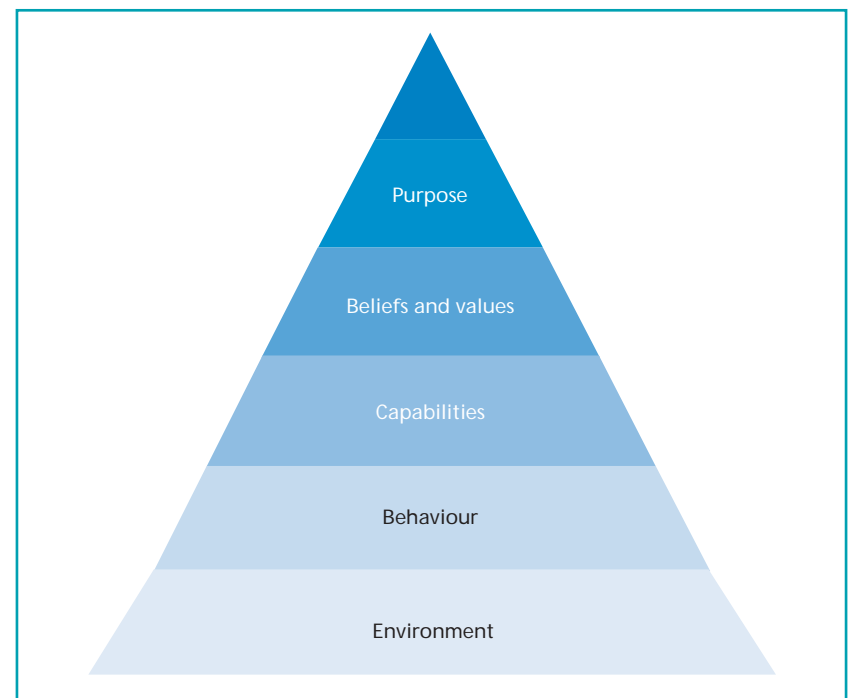 Purpose
Beliefs and values
Capabilities
Behaviour
Environment